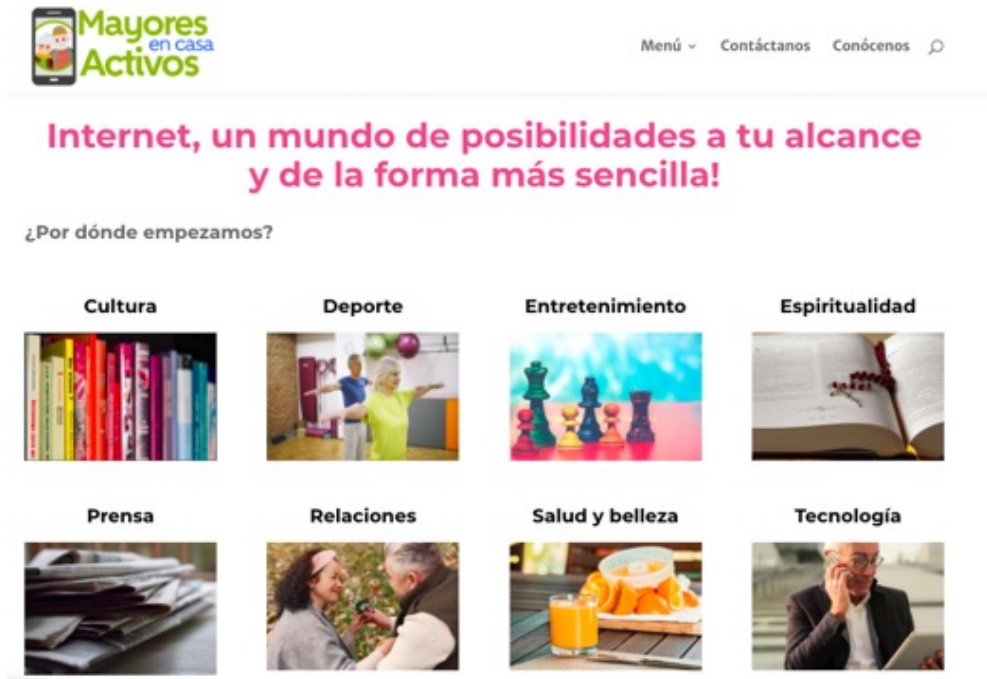 Mayores
en casa
Activos
Menú
Contáctanos
Conócenos
Internet, un mundo de posibilidades a tu alcance
y de la forma más sencilla!
¿Por dónde empezamos?
Cultura
Deporte
Entretenimiento
Espiritualidad
Prensa
Relaciones
Salud y belleza
Tecnología